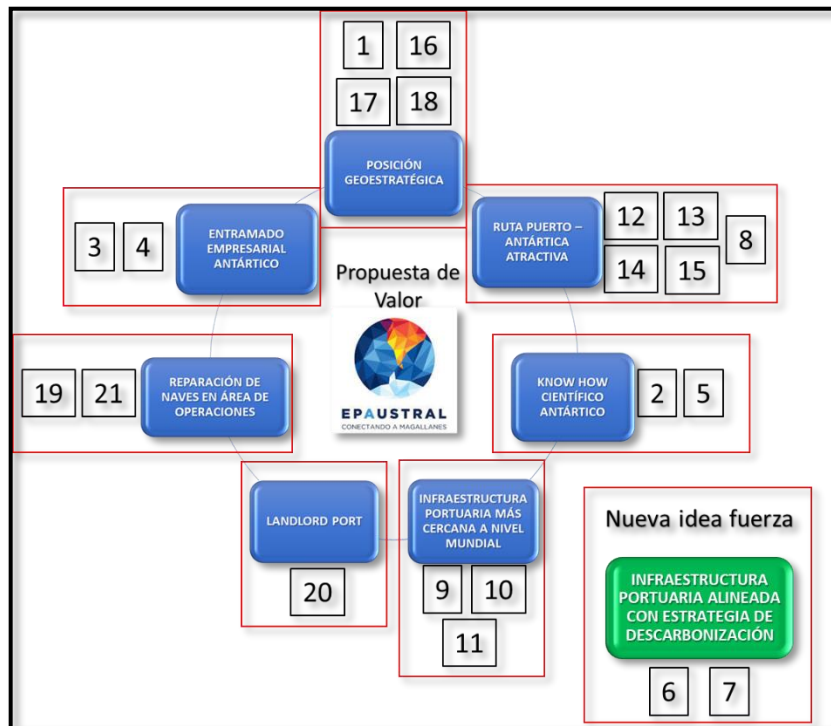 1 16
17 18
POSICIÓN
GEOESTRATÉGICA
3 4
ENTRAMADO
EMPRESARIAL
ANTÁRTICO
RUTA PUERTO –
ANTÁRTICA
ATRACTIVA
12 13
8
14 15
Propuesta de
Valor
EPAUSTRAL
CONECTANDO A MAGALLANES
19 21
REPARACIÓN DE
NAVES EN ÁREA DE
OPERACIONES
KNOW HOW
CIENTÍFICO
ANTÁRTICO
2 5
LANDLORD PORT
20
INFRAESTRUCTURA
PORTUARIA MÁS
CERCANA A NIVEL
MUNDIAL
9 10
11
Nueva idea fuerza
INFRAESTRUCTURA
PORTUARIA ALINEADA
CON ESTRATEGIA DE
DESCARBONIZACIÓN
6 7